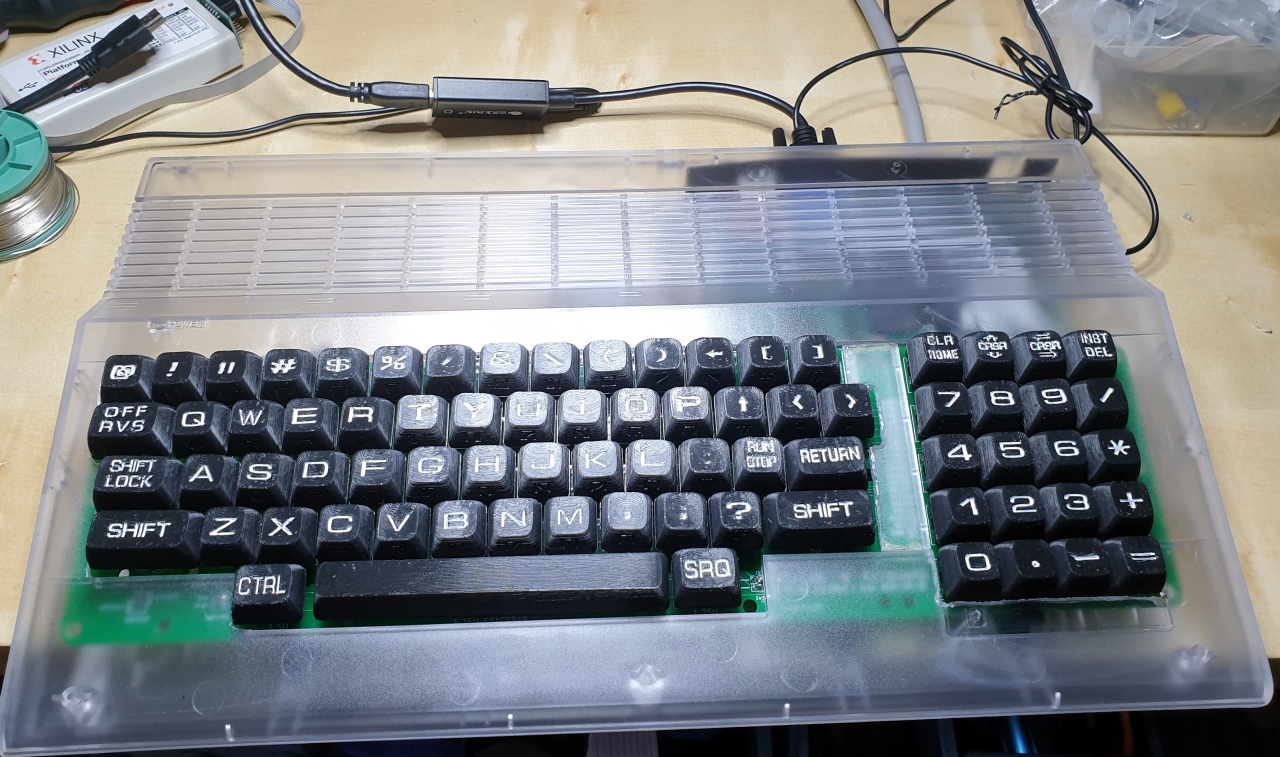 XILINX
Platform
POWER
@ ! " # $ % ' & \ ( ) ← [ ]
CLR HOME
CRSR
CRSR
INST DEL
OFF RVS
Q W E R T Y U I O P ↑ < >
7 8 9 /
SHIFT LOCK
A S D F G H J K L :
RUN STOP
RETURN
4 5 6 *
SHIFT
Z X C V B N M , ; ?
SHIFT
1 2 3 +
CTRL
SRQ
0 . - =